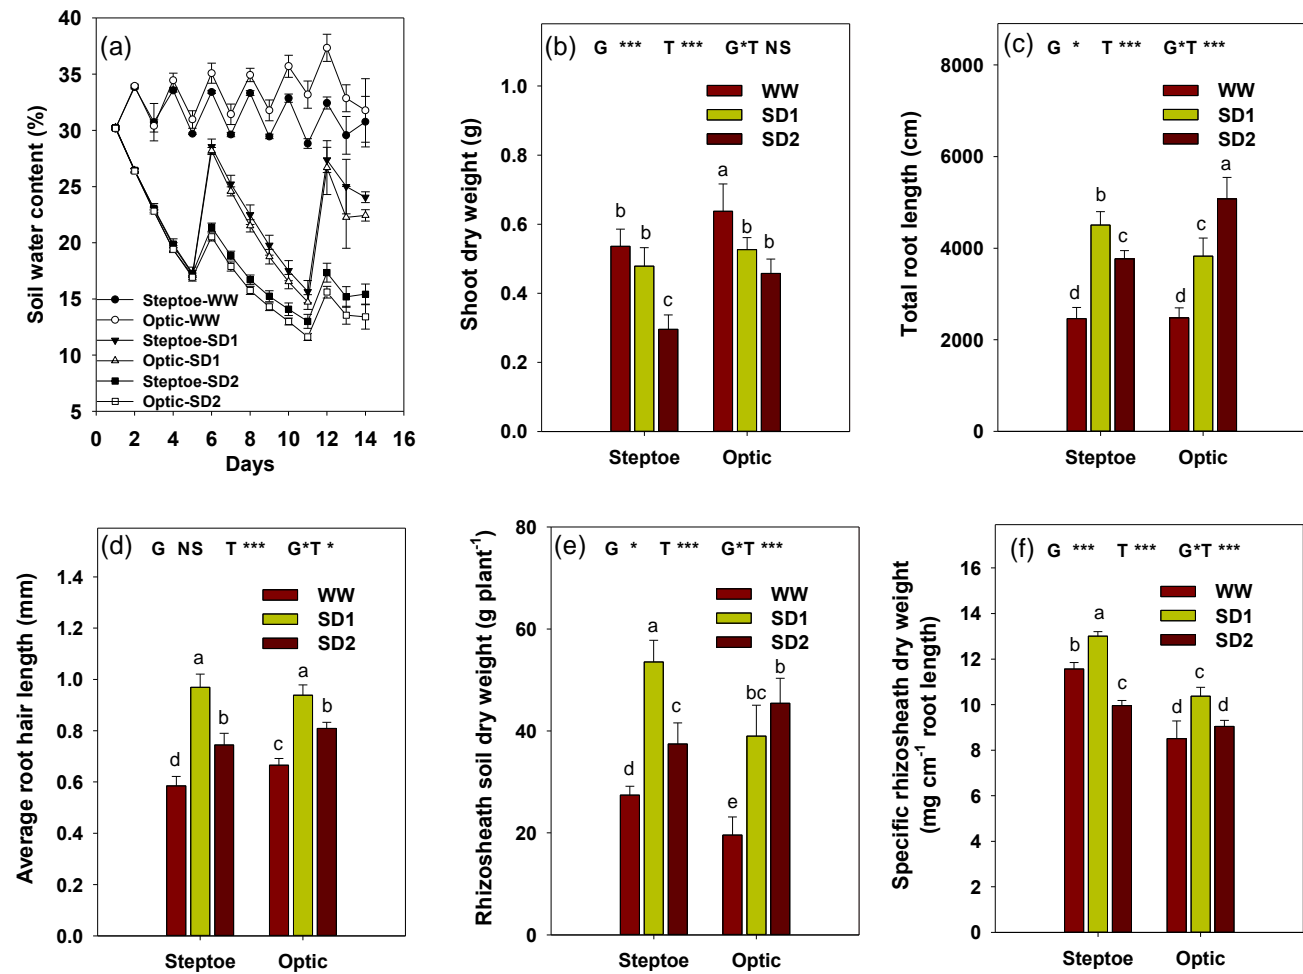 (a)
40
35
30
25
20
15
10
5
Soil water content (%)
Steptoe-WW
Optic-WW
Steptoe-SD1
Optic-SD1
Steptoe-SD2
Optic-SD2
0 2 4 6 8 10 12 14 16
Days
(b) G *** T *** G*T NS
WW
SD1
SD2
1.0
0.8
0.6
0.4
0.2
0.0
Shoot dry weight (g)
b b c a b b
Steptoe Optic
(c) G * T *** G*T ***
WW
SD1
SD2
8000
6000
4000
2000
0
Total root length (cm)
d b c d c a
Steptoe Optic
(d) G NS T *** G*T *
WW
SD1
SD2
1.4
1.2
1.0
0.8
0.6
0.4
0.2
0.0
Average root hair length (mm)
d a b c a b
Steptoe Optic
(e) G * T *** G*T ***
WW
SD1
SD2
80
60
40
20
0
Rhizosheath soil dry weight (g plant⁻¹)
d a c e bc b
Steptoe Optic
(f) G *** T *** G*T ***
WW
SD1
SD2
16
14
12
10
8
6
4
2
0
Specific rhizosheath dry weight
(mg cm⁻¹ root length)
b a c d c d
Steptoe Optic